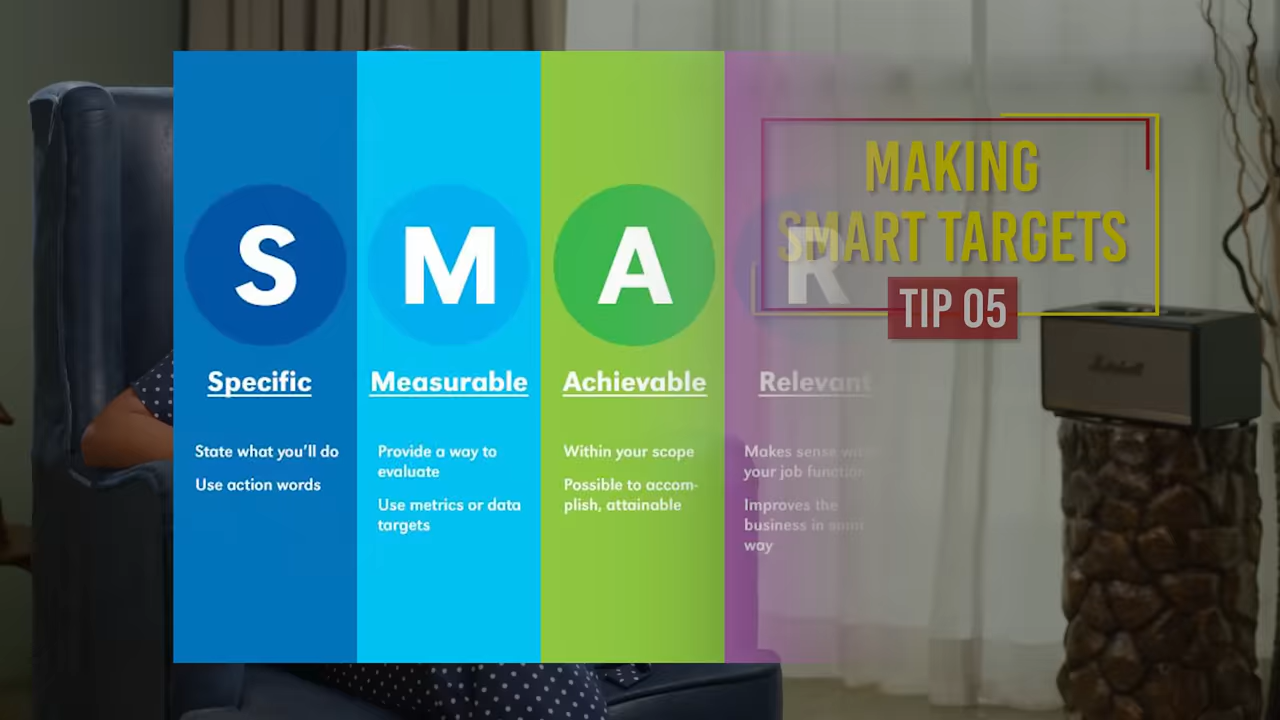 S
Specific
State what you'll do
Use action words
M
Measurable
Provide a way to
evaluate
Use metrics or data
targets
A
Achievable
Within your scope
Possible to accom-
plish, attainable
R
Relevant
Makes sense
your job function
Improves the
business in some
way
MAKING
SMART TARGETS
TIP 05
Marshall